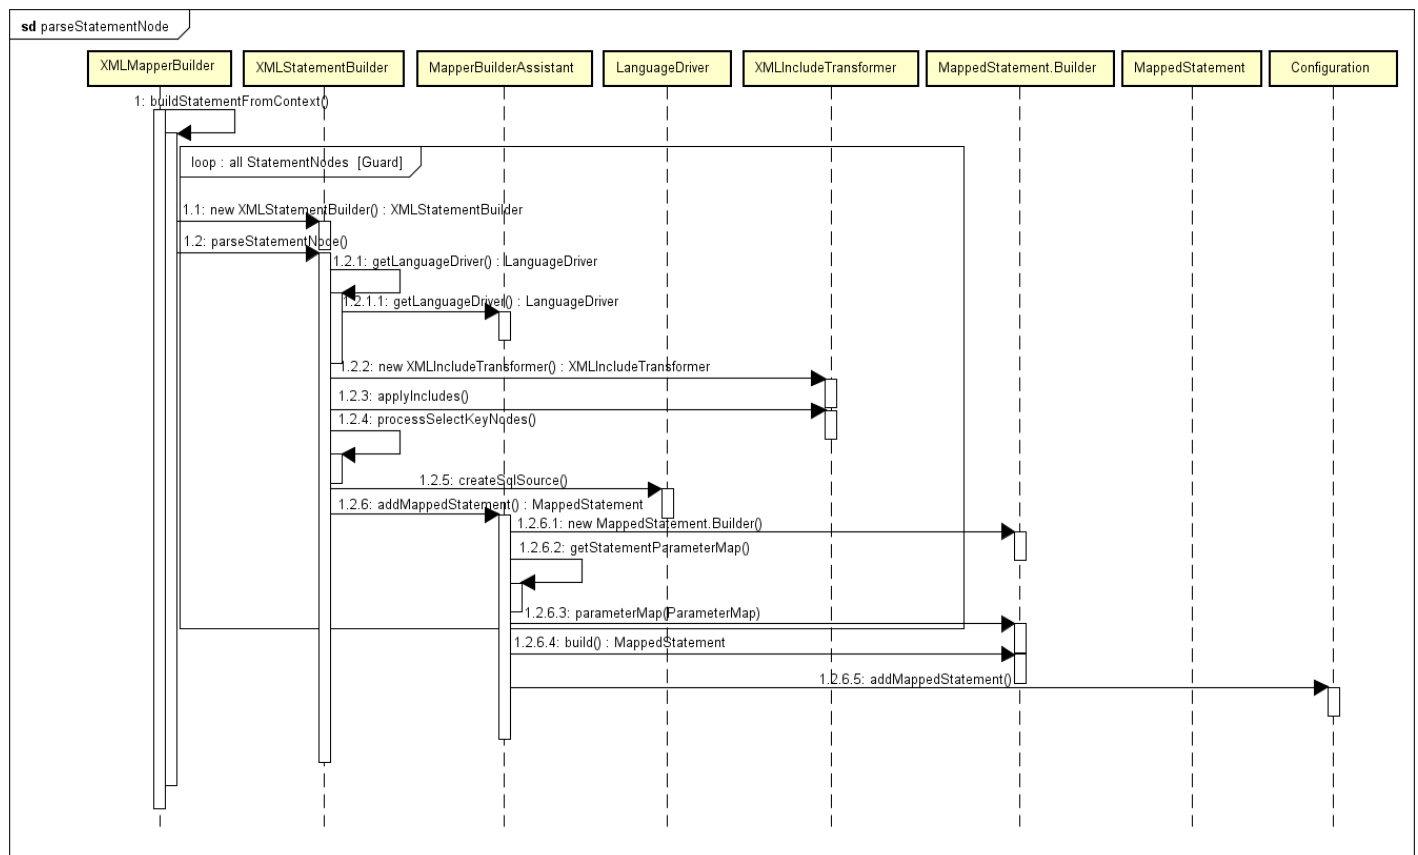 sd parseStatementNode
XMLMapperBuilder
XMLStatementBuilder
MapperBuilderAssistant
LanguageDriver
XMLIncludeTransformer
MappedStatement.Builder
MappedStatement
Configuration
1: buildStatementFromContext()
loop : all StatementNodes [Guard]
1.1: new XMLStatementBuilder() : XMLStatementBuilder
1.2: parseStatementNode()
1.2.1: getLanguageDriver() : LanguageDriver
1.2.1.1: getLanguageDriver() : LanguageDriver
1.2.2: new XMLIncludeTransformer() : XMLIncludeTransformer
1.2.3: applyIncludes()
1.2.4: processSelectKeyNodes()
1.2.5: createSqlSource()
1.2.6: addMappedStatement() : MappedStatement
1.2.6.1: new MappedStatement.Builder()
1.2.6.2: getStatementParameterMap()
1.2.6.3: parameterMap(ParameterMap)
1.2.6.4: build() : MappedStatement
1.2.6.5: addMappedStatement()